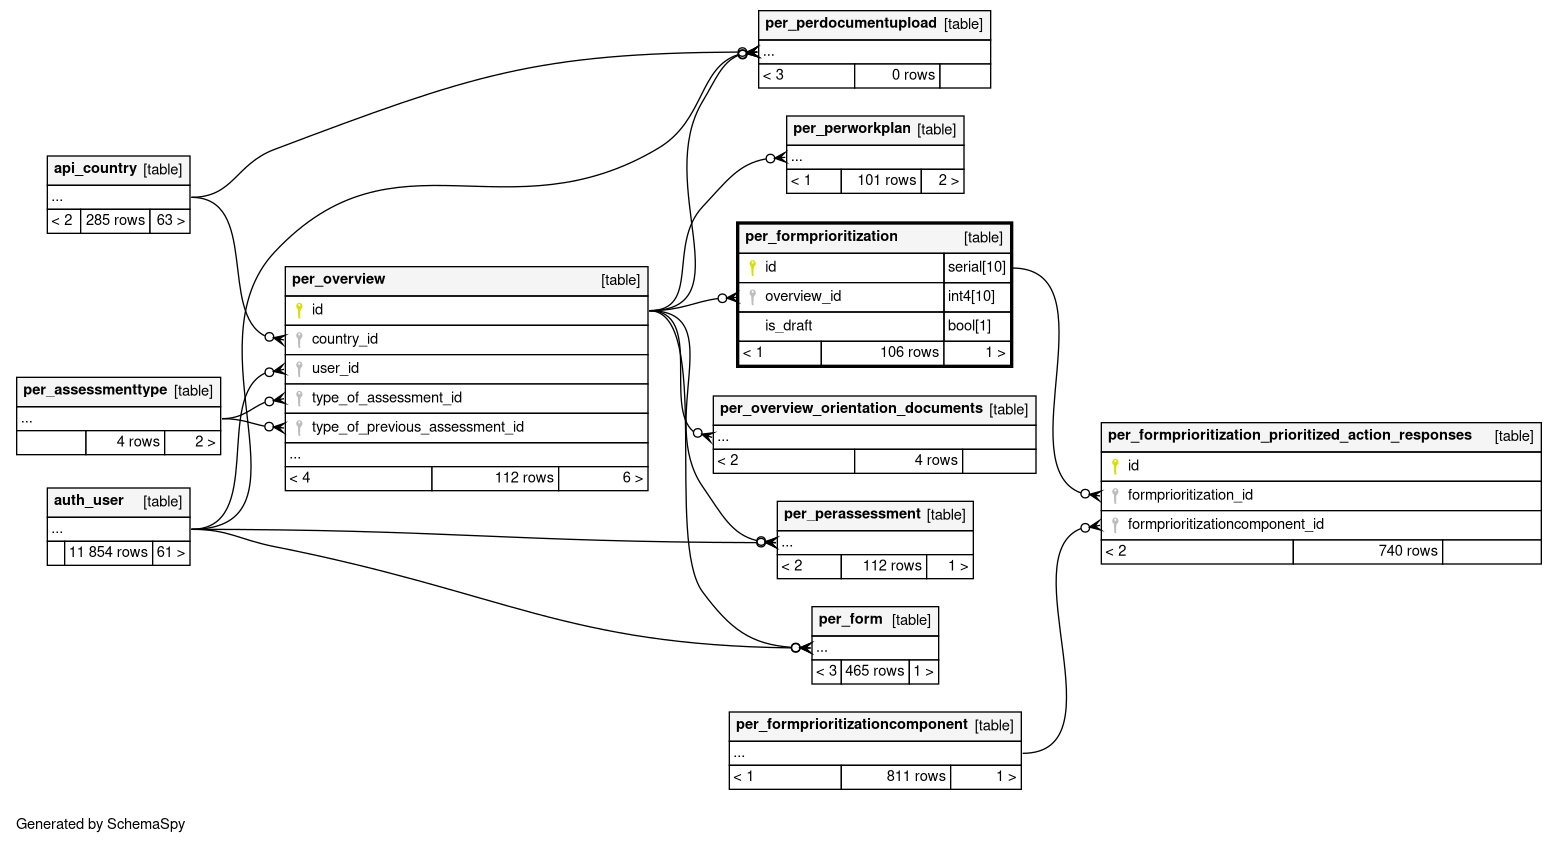 per_perdocumentupload [table]
...
< 3 0 rows
per_perworkplan [table]
...
< 1 101 rows 2 >
api_country [table]
...
< 2 285 rows 63 >
per_formprioritization [table]
id serial[10]
overview_id int4[10]
is_draft bool[1]
< 1 106 rows 1 >
per_overview [table]
id
country_id
user_id
type_of_assessment_id
type_of_previous_assessment_id
...
< 4 112 rows 6 >
per_assessmenttype [table]
...
4 rows 2 >
per_overview_orientation_documents [table]
...
< 2 4 rows
per_formprioritization_prioritized_action_responses [table]
id
formprioritization_id
formprioritizationcomponent_id
< 2 740 rows
auth_user [table]
...
11 854 rows 61 >
per_perassessment [table]
...
< 2 112 rows 1 >
per_form [table]
...
< 3 465 rows 1 >
per_formprioritizationcomponent [table]
...
< 1 811 rows 1 >
Generated by SchemaSpy